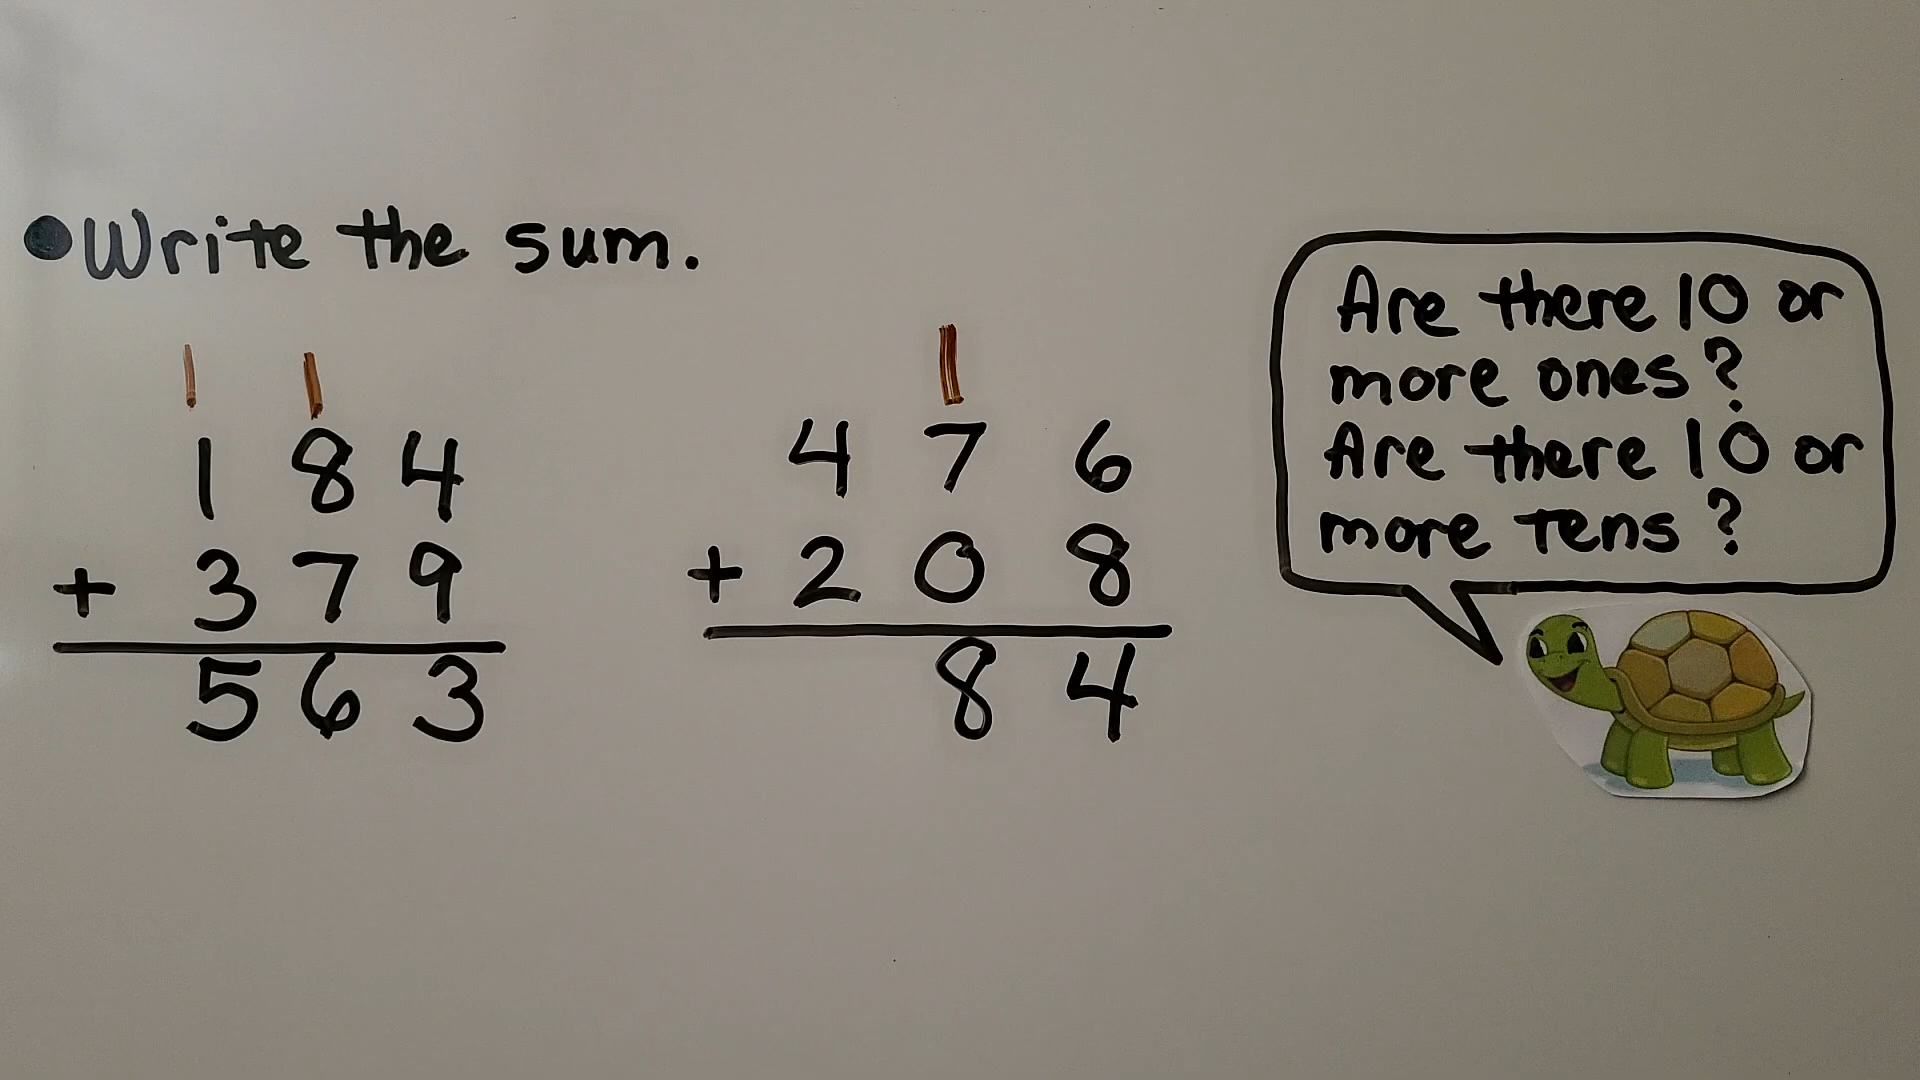 •Write the sum.
1 1
1 8 4
+ 3 7 9
5 6 3
1
4 7 6
+ 2 0 8
8 4
Are there 10 or
more ones?
Are there 10 or
more tens?